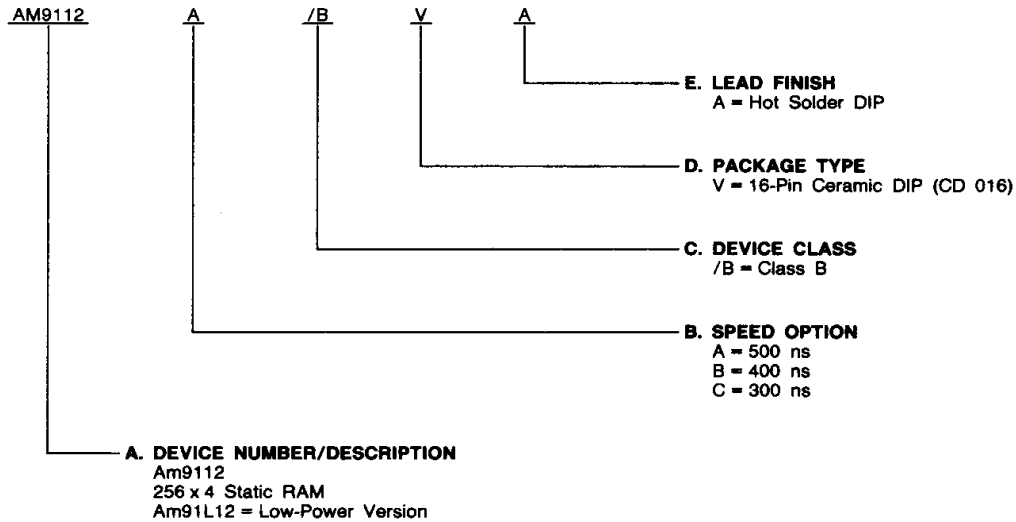 AM9112 A /B V A
E. LEAD FINISH
A = Hot Solder DIP
D. PACKAGE TYPE
V = 16-Pin Ceramic DIP (CD 016)
C. DEVICE CLASS
/B = Class B
B. SPEED OPTION
A = 500 ns
B = 400 ns
C = 300 ns
A. DEVICE NUMBER/DESCRIPTION
Am9112
256 x 4 Static RAM
Am91L12 = Low-Power Version